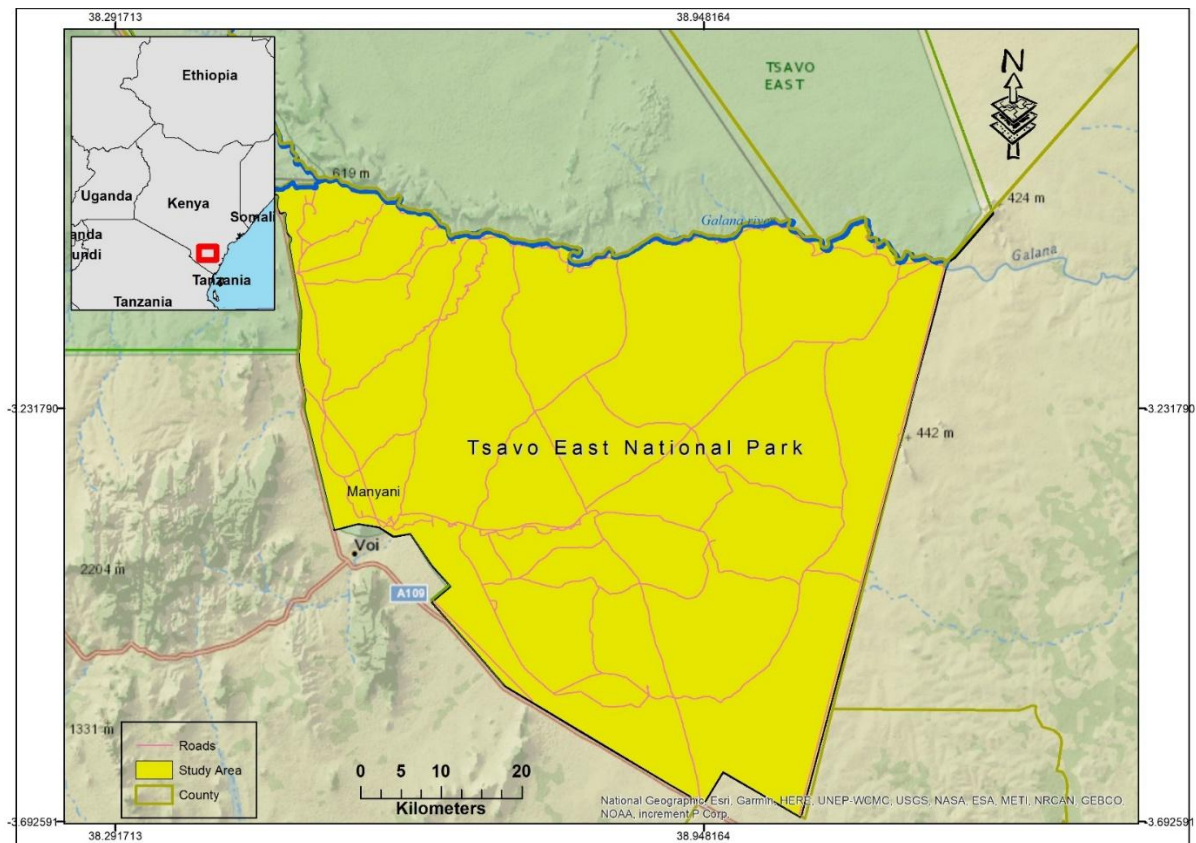 38.291713
38.948164
Ethiopia
Uganda
Kenya
Somali
anda
undi
Tanzania
Tanzania
TSAVO
EAST
N
619 m
Galana river
424 m
Galana
-3.231790
-3.231790
442 m
Tsavo East National Park
Manyani
Voi
2204 m
A109
1331 m
Roads
Study Area
County
0 5 10 20
Kilometers
National Geographic, Esri, Garmin, HERE, UNEP-WCMC, USGS, NASA, ESA, METI, NRCAN, GEBCO,
NOAA, increment P Corp.
-3.692591
-3.692591
38.291713
38.948164